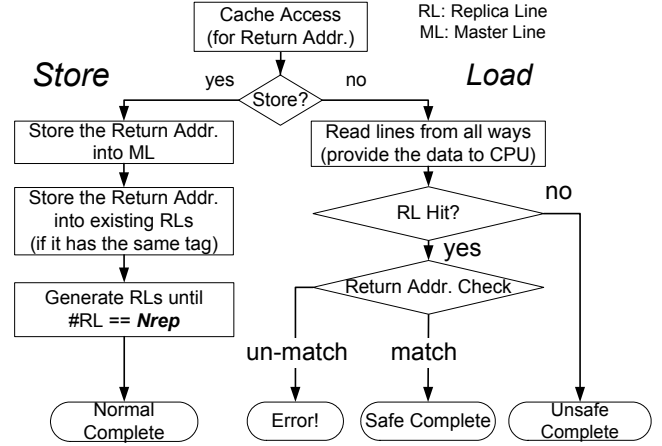 Cache Access
(for Return Addr.)
RL: Replica Line
ML: Master Line
Store
yes
no
Load
Store?
Store the Return Addr.
into ML
Read lines from all ways
(provide the data to CPU)
Store the Return Addr.
into existing RLs
(if it has the same tag)
RL Hit?
no
yes
Generate RLs until
#RL == Nrep
Return Addr. Check
un-match
match
Normal
Complete
Error!
Safe Complete
Unsafe
Complete